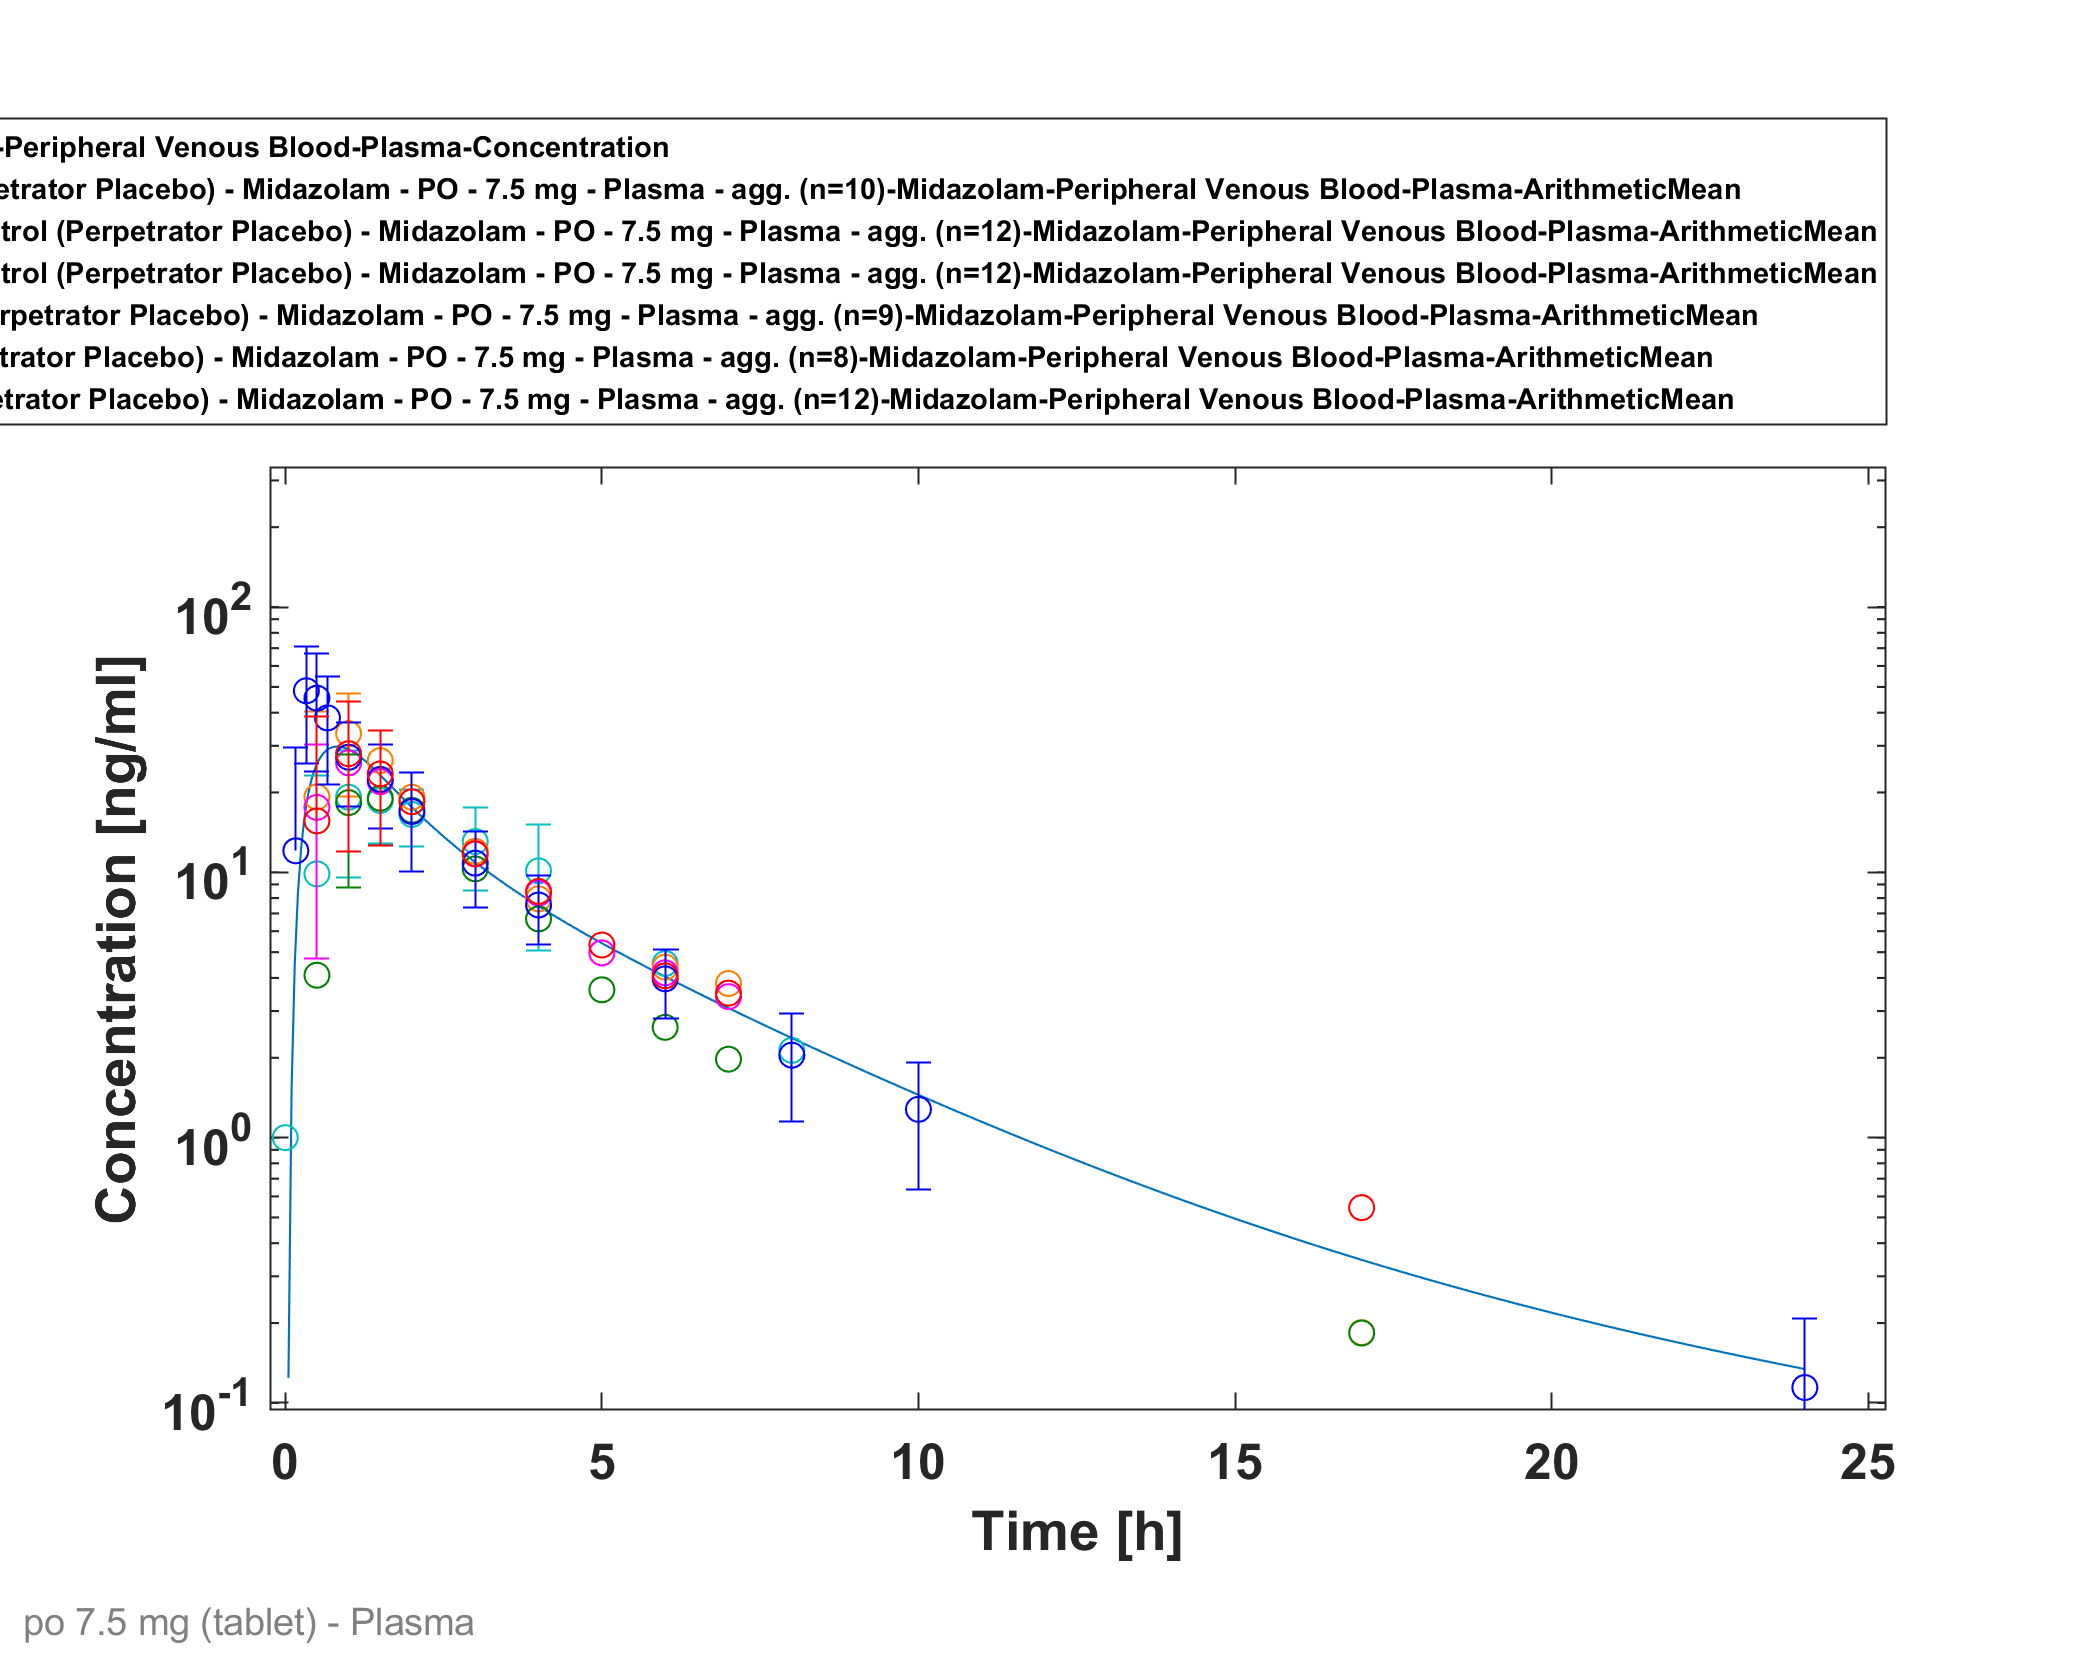 -Peripheral Venous Blood-Plasma-Concentration
etrator Placebo) - Midazolam - PO - 7.5 mg - Plasma - agg. (n=10)-Midazolam-Peripheral Venous Blood-Plasma-ArithmeticMean
trol (Perpetrator Placebo) - Midazolam - PO - 7.5 mg - Plasma - agg. (n=12)-Midazolam-Peripheral Venous Blood-Plasma-ArithmeticMean
trol (Perpetrator Placebo) - Midazolam - PO - 7.5 mg - Plasma - agg. (n=12)-Midazolam-Peripheral Venous Blood-Plasma-ArithmeticMean
rpetrator Placebo) - Midazolam - PO - 7.5 mg - Plasma - agg. (n=9)-Midazolam-Peripheral Venous Blood-Plasma-ArithmeticMean
trator Placebo) - Midazolam - PO - 7.5 mg - Plasma - agg. (n=8)-Midazolam-Peripheral Venous Blood-Plasma-ArithmeticMean
etrator Placebo) - Midazolam - PO - 7.5 mg - Plasma - agg. (n=12)-Midazolam-Peripheral Venous Blood-Plasma-ArithmeticMean
Concentration [ng/ml]
10^2
10^1
10^0
10^-1
0 5 10 15 20 25
Time [h]
po 7.5 mg (tablet) - Plasma